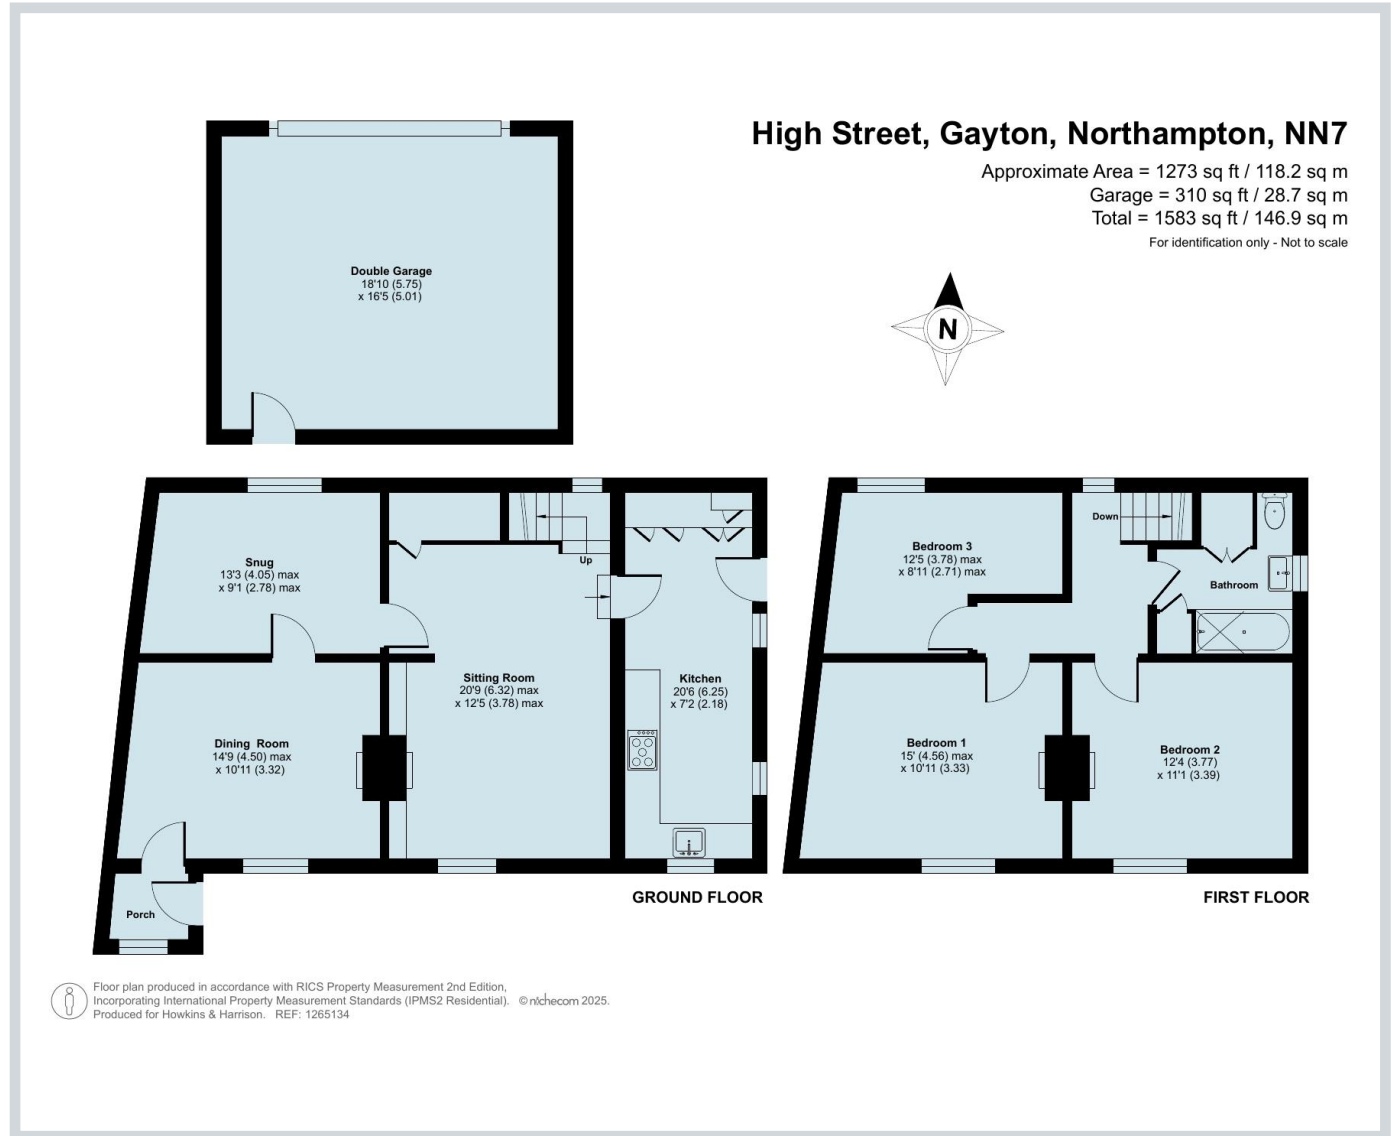 High Street, Gayton, Northampton, NN7
Approximate Area = 1273 sq ft / 118.2 sq m
Garage = 310 sq ft / 28.7 sq m
Total = 1583 sq ft / 146.9 sq m
For identification only - Not to scale
N
Double Garage
18'10 (5.75)
x 16'5 (5.01)
Snug
13'3 (4.05) max
x 9'1 (2.78) max
Up
Sitting Room
20'9 (6.32) max
x 12'5 (3.78) max
Kitchen
20'6 (6.25)
x 7'2 (2.18)
Dining Room
14'9 (4.50) max
x 10'11 (3.32)
Porch
GROUND FLOOR
Down
Bedroom 3
12'5 (3.78) max
x 8'11 (2.71) max
Bathroom
Bedroom 1
15' (4.56) max
x 10'11 (3.33)
Bedroom 2
12'4 (3.77)
x 11'1 (3.39)
FIRST FLOOR
Floor plan produced in accordance with RICS Property Measurement 2nd Edition,
Incorporating International Property Measurement Standards (IPMS2 Residential). © nichecom 2025.
Produced for Howkins & Harrison. REF: 1265134